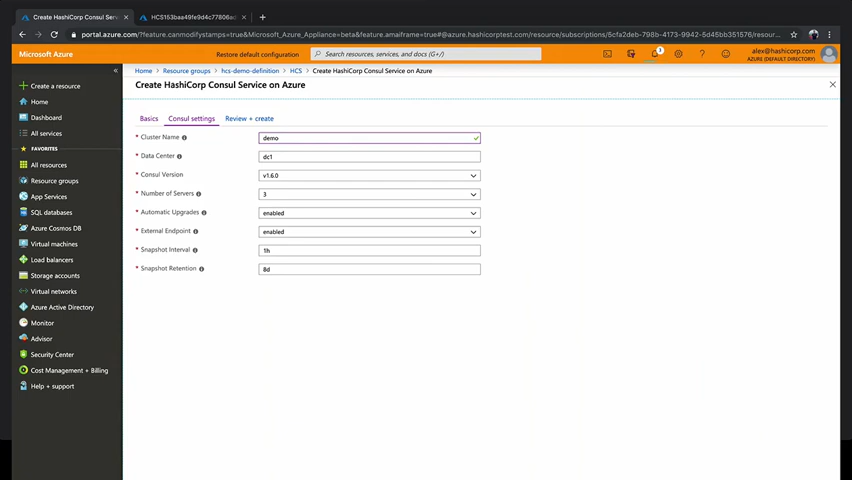 Create HashiCorp Consul Service
HCS153baa49fe9d4c77806ad
portal.azure.com/?feature.canmodifystamps=true&Microsoft_Azure_Appliance=beta&feature.amaiframe=true#@azure.hashicorptest.com/resource/subscriptions/5cfa2deb-798b-4173-9942-5d45bb351576/resour...
Microsoft Azure
Restore default configuration
Search resources, services, and docs (G+/)
1
alex@hashicorp.com
AZURE (DEFAULT DIRECTORY)
Create a resource
Home
Dashboard
All services
FAVORITES
All resources
Resource groups
App Services
SQL databases
Azure Cosmos DB
Virtual machines
Load balancers
Storage accounts
Virtual networks
Azure Active Directory
Monitor
Advisor
Security Center
Cost Management + Billing
Help + support
Home > Resource groups > hcs-demo-definition > HCS > Create HashiCorp Consul Service on Azure
Create HashiCorp Consul Service on Azure
Basics Consul settings Review + create
* Cluster Name demo
* Data Center dc1
* Consul Version v1.6.0
* Number of Servers 3
* Automatic Upgrades enabled
* External Endpoint enabled
* Snapshot Interval 1h
* Snapshot Retention 8d